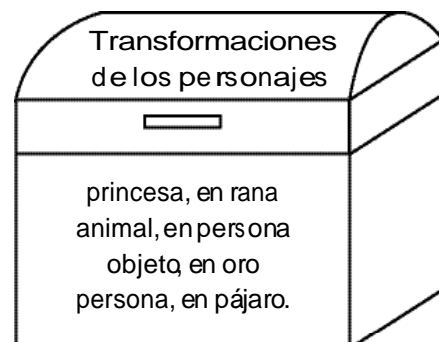 Transformaciones
de los personajes
princesa, en rana
animal, en persona
objeto, en oro
persona, en pájaro.